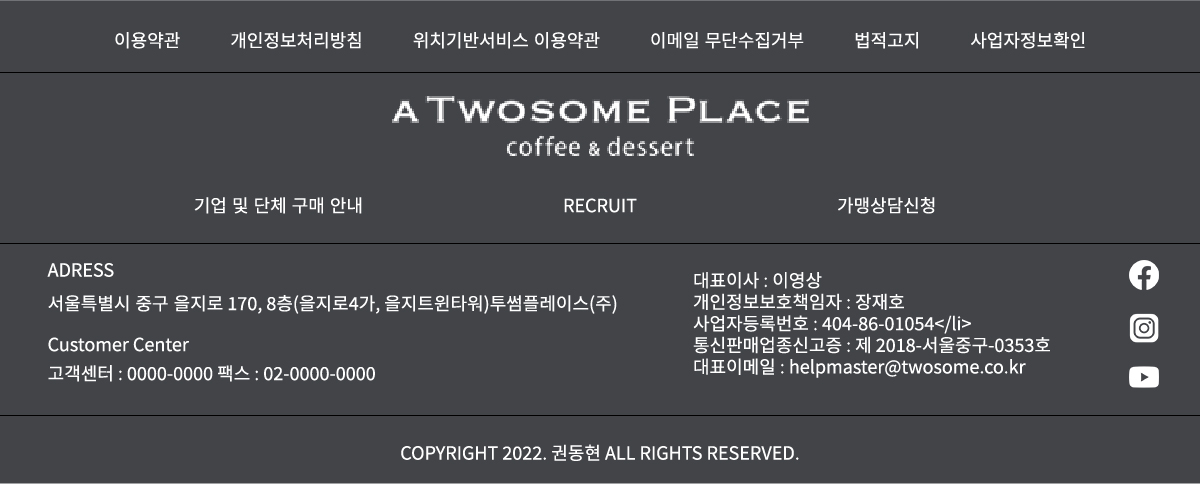 이용약관 개인정보처리방침 위치기반서비스 이용약관 이메일 무단수집거부 법적고지 사업자정보확인
A TWOSOME PLACE
coffee & dessert
기업 및 단체 구매 안내 RECRUIT 가맹상담신청
ADRESS
서울특별시 중구 을지로 170, 8층(을지로4가, 을지트윈타워)투썸플레이스(주)
Customer Center
고객센터 : 0000-0000 팩스 : 02-0000-0000
대표이사 : 이영상
개인정보보호책임자 : 장재호
사업자등록번호 : 404-86-01054</li>
통신판매업종신고증 : 제 2018-서울중구-0353호
대표이메일 : helpmaster@twosome.co.kr
COPYRIGHT 2022. 권동현 ALL RIGHTS RESERVED.